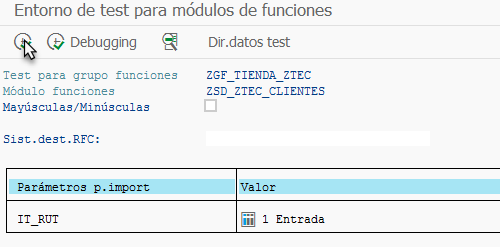 Entorno de test para módulos de funciones
Debugging Dir.datos test
Test para grupo funciones ZGF_TIENDA_ZTEC
Módulo funciones ZSD_ZTEC_CLIENTES
Mayúsculas/Minúsculas
Sist.dest.RFC:
Parámetros p.import Valor
IT_RUT 1 Entrada